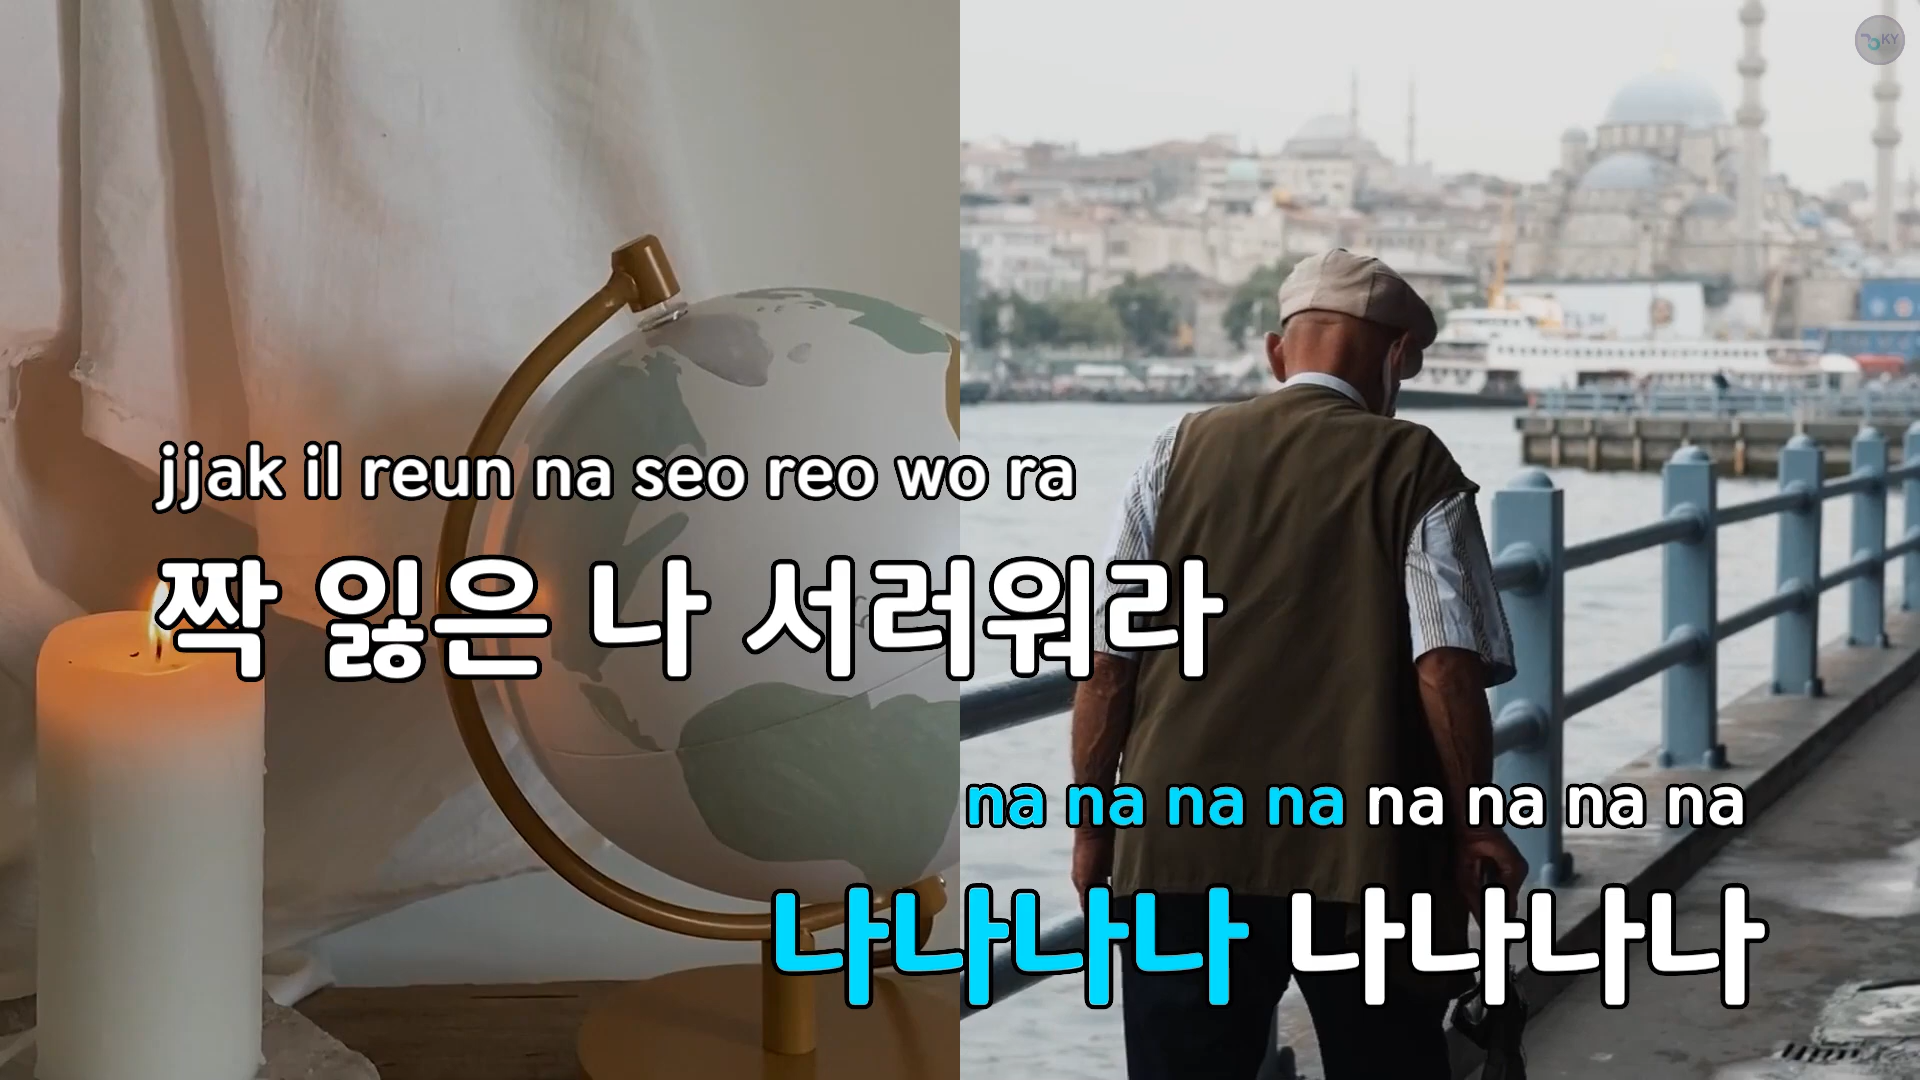 KY
jjak il reun na seo reo wo ra
짝 잃은 나 서러워라
na na na na na na na na
나나나나 나나나나